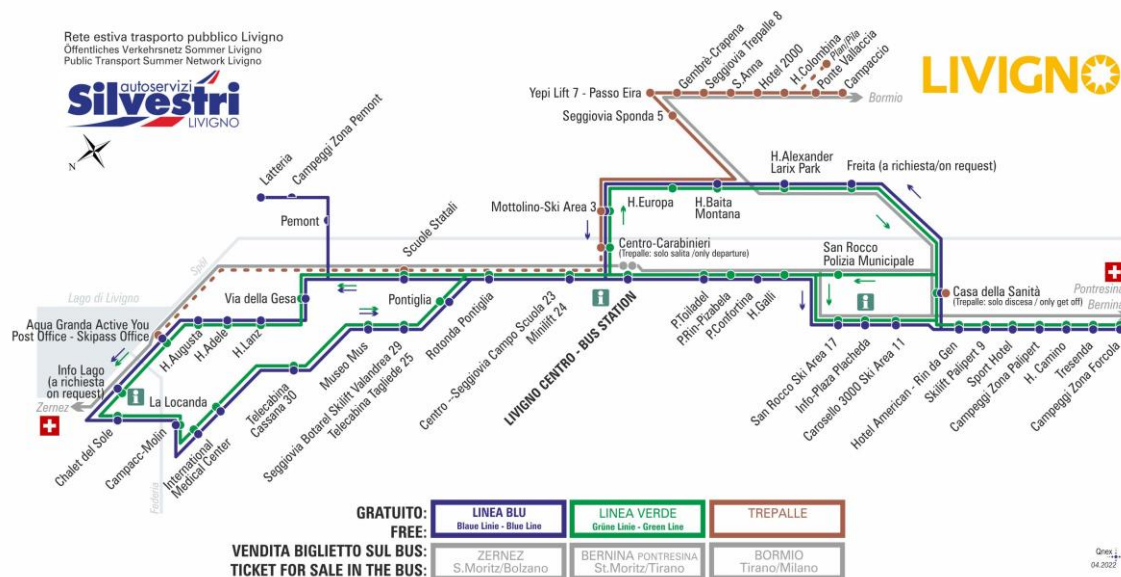 Rete estiva trasporto pubblico Livigno
Öffentliches Verkehrsnetz Sommer Livigno
Public Transport Summer Network Livigno
autoservizi
Silvestri
LIVIGNO
N
LIVIGNO
Gembrè-Crapena
Seggiovia Trepalle 8
S.Anna
Hotel 2000
H.Colombina
Plan/Pila
Ponte Vallaccia
Campaccio
Yepi Lift 7 - Passo Eira
Bormio
Seggiovia Sponda 5
Latteria
Campeggi Zona Pemont
Pemont
Scuole Statali
Mottolino-Ski Area 3
H.Europa
H.Baita
Montana
H.Alexander
Larix Park
Freita (a richiesta/on request)
Centro-Carabinieri
(Trepalle: solo salita /only departure)
San Rocco
Polizia Municipale
Casa della Sanità
(Trepalle: solo discesa / only get off)
Pontresina
Bernina
Spöl
Lago di Livigno
Via della Gesa
Pontiglia
Aqua Granda Active You
Post Office - Skipass Office
H.Augusta
H.Adele
H.Lanz
Info Lago
(a richiesta
on request)
Zernez
i
La Locanda
Chalet del Sole
Campacc-Molin
Federia
International
Medical Center
Telecabina
Cassana 30
Museo Mus
Seggiovia Botarel Skilift Valandrea 29
Telecabina Tagliede 25
Rotonda Pontiglia
Centro --Seggiovia Campo Scuola 23
Minilift 24
i
LIVIGNO CENTRO - BUS STATION
P.Toiladel
P.Rin-Pzabela
P.Confortina
H.Galli
i
San Rocco Ski Area 17
Info-Plaza Placheda
Carosello 3000 Ski Area 11
Hotel American - Rin da Gen
Skilift Palipert 9
Sport Hotel
Campeggi Zona Palipert
H. Camino
Tresenda
Campeggi Zona Forcola
GRATUITO:
FREE:
LINEA BLU
Blaue Linie - Blue Line
LINEA VERDE
Grüne Linie - Green Line
TREPALLE
VENDITA BIGLIETTO SUL BUS:
TICKET FOR SALE IN THE BUS:
ZERNEZ
S.Moritz/Bolzano
BERNINA PONTRESINA
St.Moritz/Tirano
BORMIO
Tirano/Milano
Qnex
04.2022